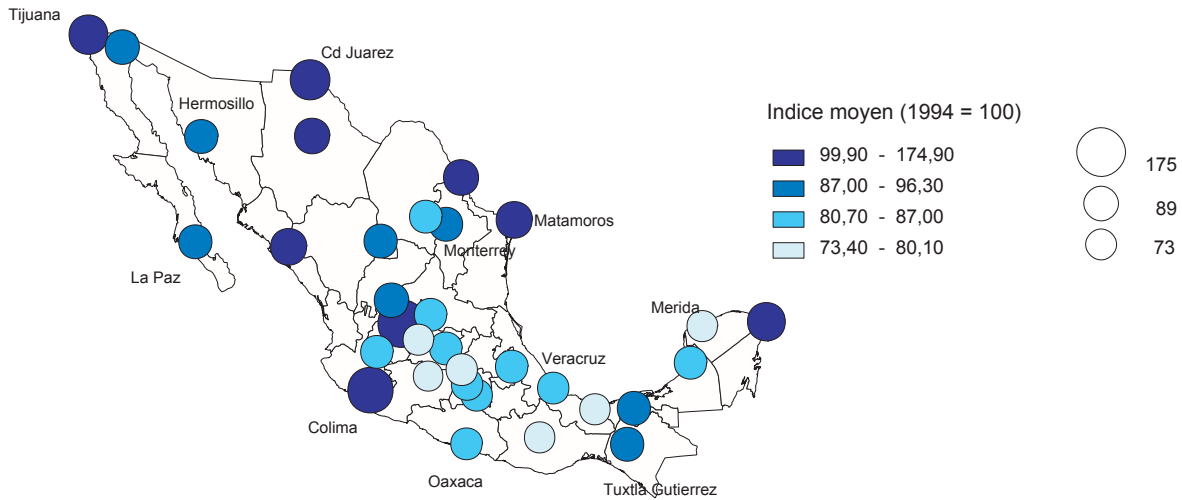 Tijuana
Cd Juarez
Hermosillo
Indice moyen (1994 = 100)
99,90 - 174,90
175
87,00 - 96,30
89
80,70 - 87,00
73,40 - 80,10
73
Matamoros
Monterrey
La Paz
Merida
Veracruz
Colima
Oaxaca
Tuxtla Gutierrez